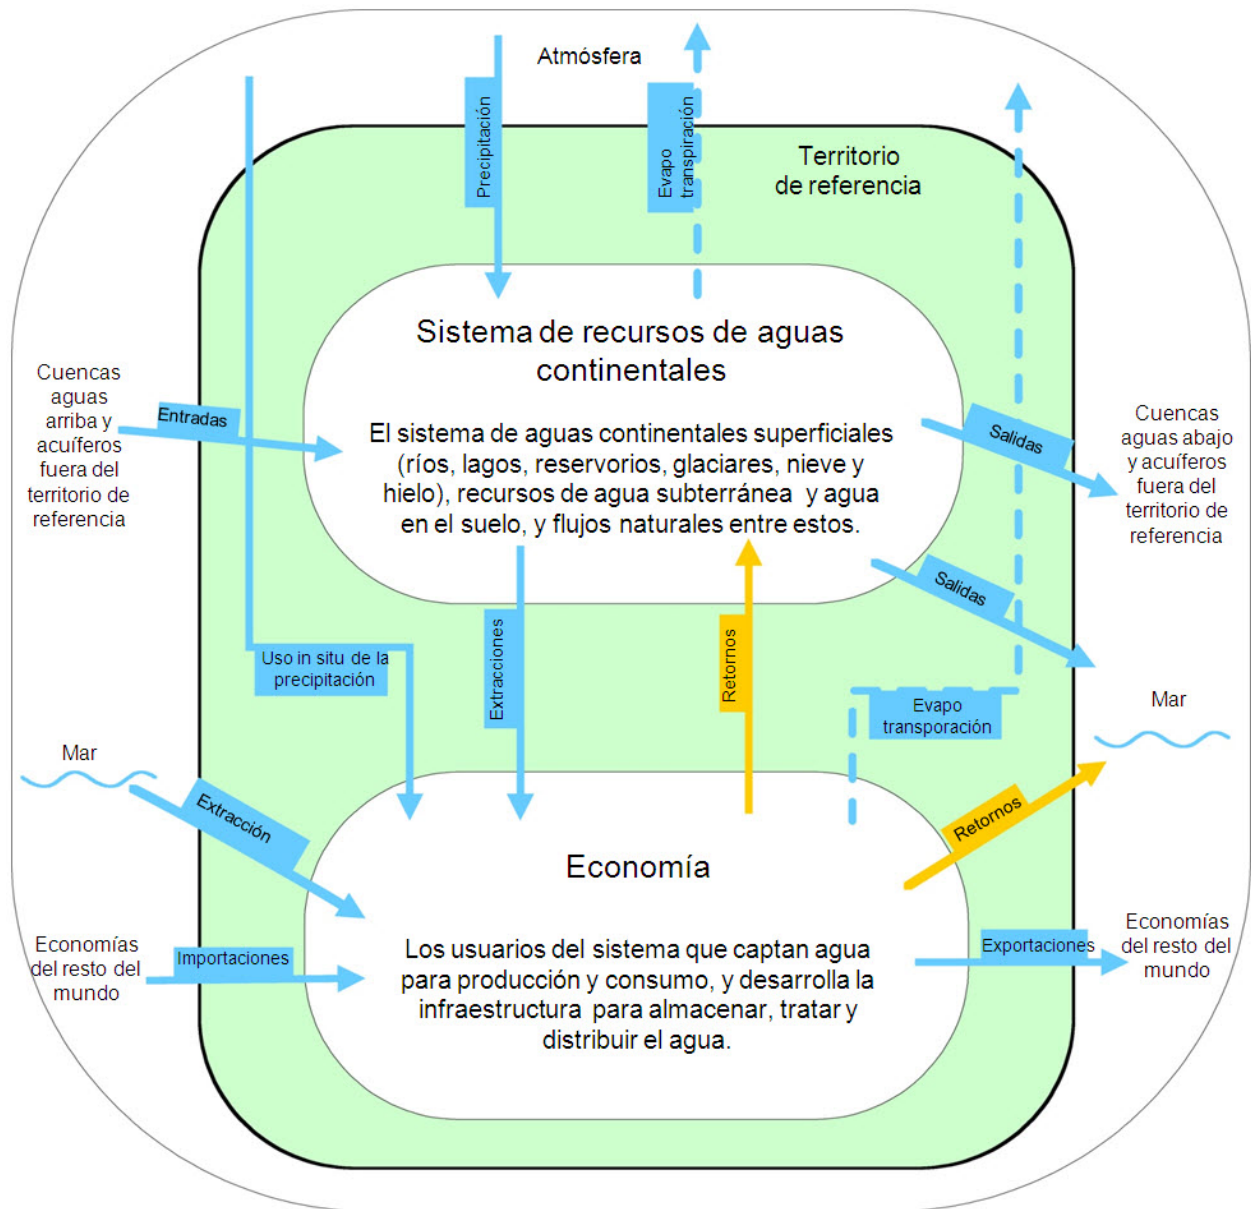 Atmósfera
Precipitación
Evapo
transpiración
Territorio
de referencia
Sistema de recursos de aguas
continentales
El sistema de aguas continentales superficiales
(ríos, lagos, reservorios, glaciares, nieve y
hielo), recursos de agua subterránea y agua
en el suelo, y flujos naturales entre estos.
Cuencas
aguas
arriba y
acuíferos
fuera del
territorio de
referencia
Entradas
Salidas
Cuencas
aguas abajo
y acuíferos
fuera del
territorio de
referencia
Salidas
Uso in situ de la
precipitación
Extracciones
Retornos
Evapo
transporación
Mar
Mar
Extracción
Retornos
Economía
Los usuarios del sistema que captan agua
para producción y consumo, y desarrolla la
infraestructura para almacenar, tratar y
distribuir el agua.
Economías
del resto del
mundo
Importaciones
Exportaciones
Economías
del resto del
mundo